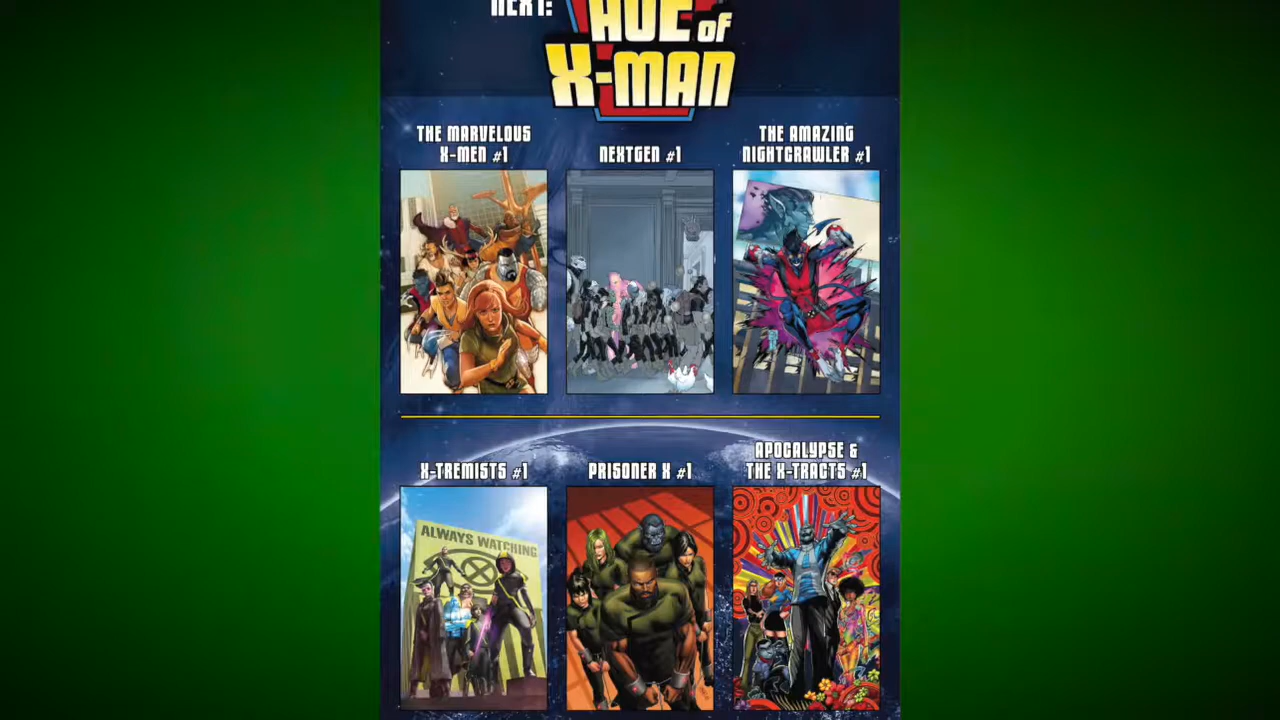 NEXT:
AGE OF
X-MAN
THE MARVELOUS
X-MEN #1
NEXTGEN #1
THE AMAZING
NIGHTCRAWLER #1
X-TREMISTS #1
PRISONER X #1
APOCALYPSE &
THE X-TRACTS #1
ALWAYS WATCHING